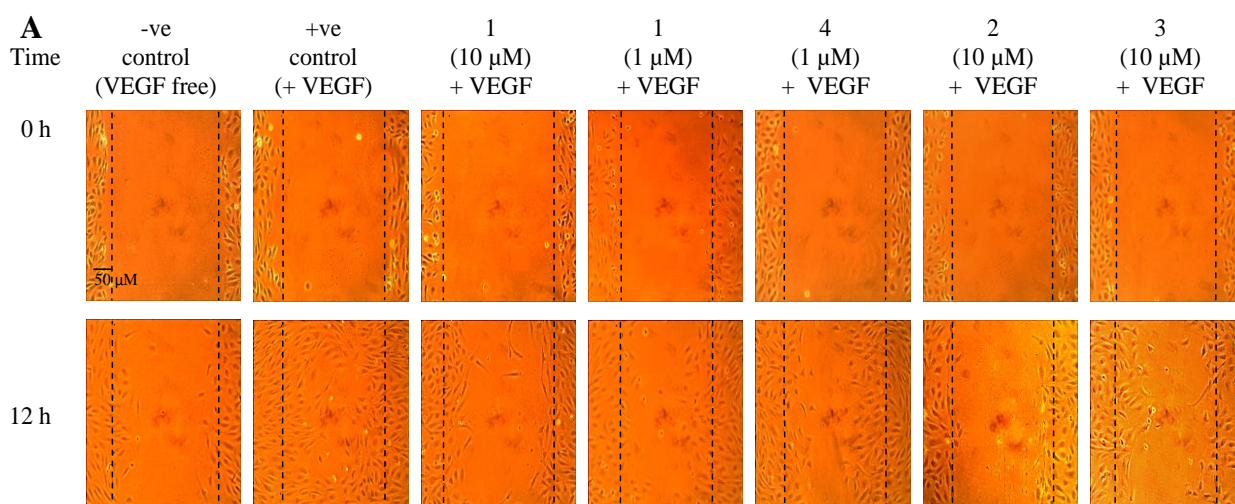 A
Time
-ve
control
(VEGF free)
+ve
control
(+ VEGF)
1
(10 µM)
+ VEGF
1
(1 µM)
+ VEGF
4
(1 µM)
+ VEGF
2
(10 µM)
+ VEGF
3
(10 µM)
+ VEGF
0 h
50 µM
12 h